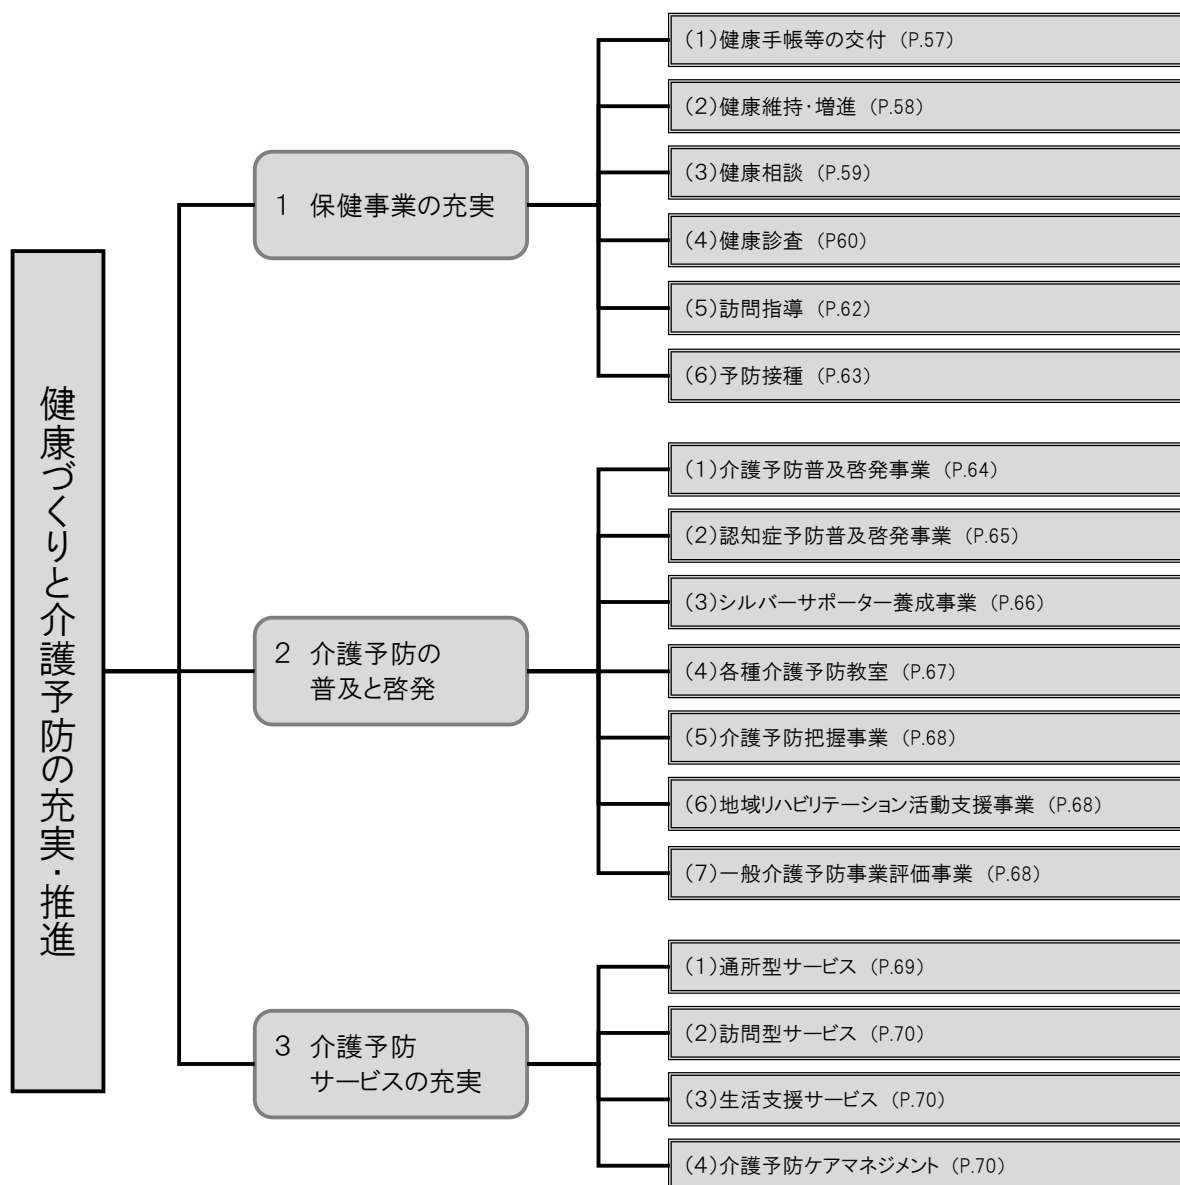 健康づくりと介護予防の充実・推進
1 保健事業の充実
(1)健康手帳等の交付 (P.57)
(2)健康維持・増進 (P.58)
(3)健康相談 (P.59)
(4)健康診査 (P60)
(5)訪問指導 (P.62)
(6)予防接種 (P.63)
2 介護予防の
普及と啓発
(1)介護予防普及啓発事業 (P.64)
(2)認知症予防普及啓発事業 (P.65)
(3)シルバーサポーター養成事業 (P.66)
(4)各種介護予防教室 (P.67)
(5)介護予防把握事業 (P.68)
(6)地域リハビリテーション活動支援事業 (P.68)
(7)一般介護予防事業評価事業 (P.68)
3 介護予防
サービスの充実
(1)通所型サービス (P.69)
(2)訪問型サービス (P.70)
(3)生活支援サービス (P.70)
(4)介護予防ケアマネジメント (P.70)